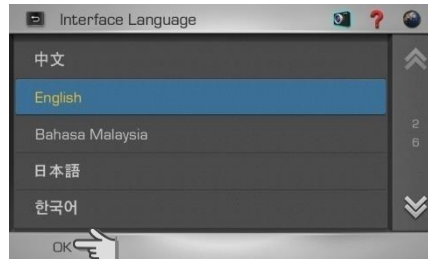 Interface Language
?
中文
English
Bahasa Malaysia
日本語
한국어
2
6
OK